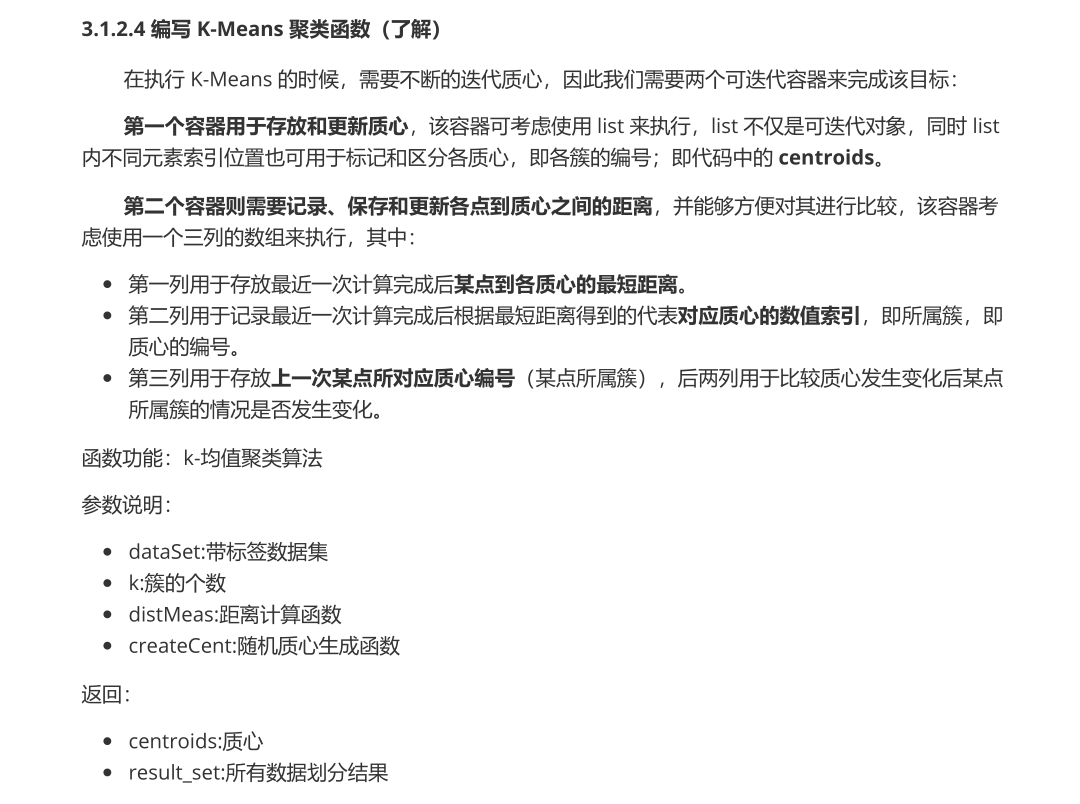 3.1.2.4 编写 K-Means 聚类函数（了解）
在执行 K-Means 的时候，需要不断的迭代质心，因此我们需要两个可迭代容器来完成该目标：
第一个容器用于存放和更新质心，该容器可考虑使用 list 来执行，list 不仅是可迭代对象，同时 list
内不同元素索引位置也可用于标记和区分各质心，即各簇的编号；即代码中的 centroids。
第二个容器则需要记录、保存和更新各点到质心之间的距离，并能够方便对其进行比较，该容器考
虑使用一个三列的数组来执行，其中：
• 第一列用于存放最近一次计算完成后某点到各质心的最短距离。
• 第二列用于记录最近一次计算完成后根据最短距离得到的代表对应质心的数值索引，即所属簇，即
质心的编号。
• 第三列用于存放上一次某点所对应质心编号（某点所属簇），后两列用于比较质心发生变化后某点
所属簇的情况是否发生变化。
函数功能：k-均值聚类算法
参数说明：
• dataSet:带标签数据集
• k:簇的个数
• distMeas:距离计算函数
• createCent:随机质心生成函数
返回：
• centroids:质心
• result_set:所有数据划分结果